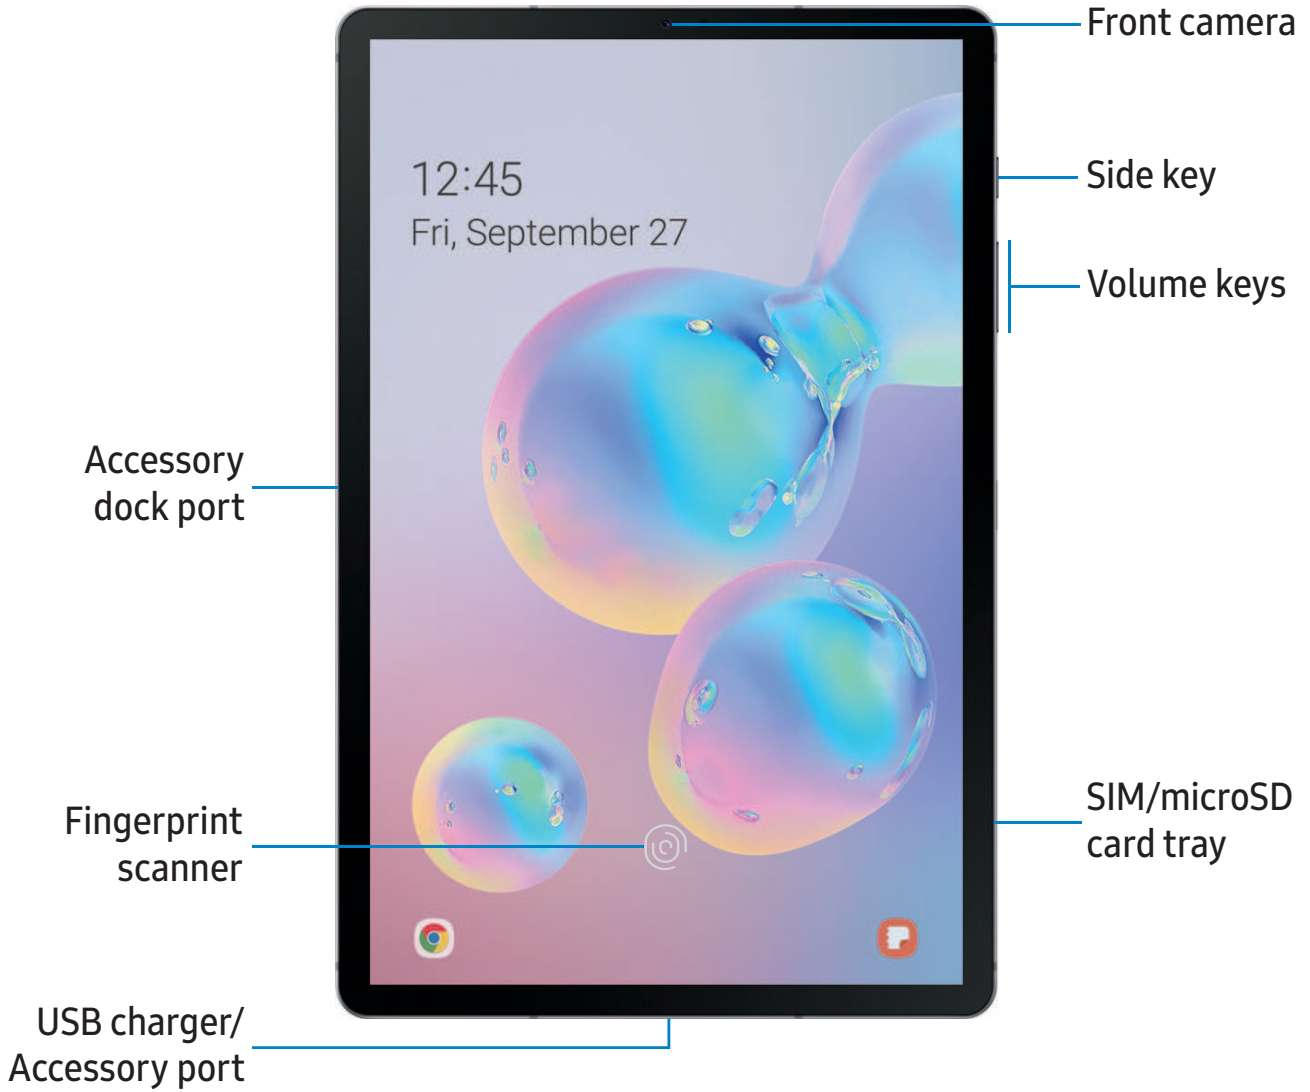 Front camera
12:45
Fri, September 27
Side key
Volume keys
Accessory
dock port
SIM/microSD
card tray
Fingerprint
scanner
USB charger/
Accessory port